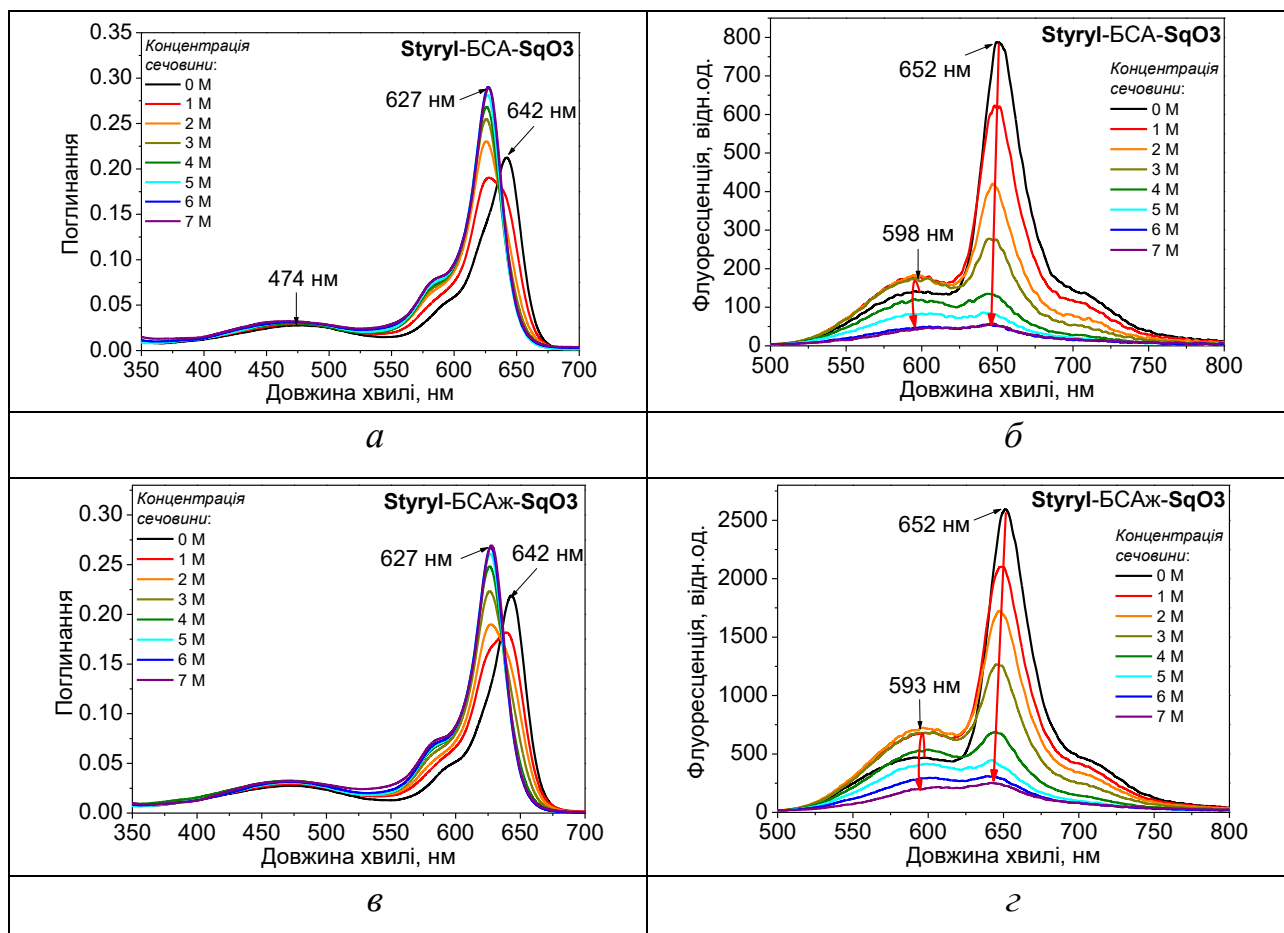 Styryl-БСА-SqO3
Концентрація
сечовини:
0 М
1 М
2 М
3 М
4 М
5 М
6 М
7 М
627 нм
642 нм
474 нм
Поглинання
0.30
0.25
0.20
0.15
0.10
0.05
0.00
350 400 450 500 550 600 650 700
Довжина хвилі, нм
Styryl-БСА-SqO3
Концентрація
сечовини:
0 М
1 М
2 М
3 М
4 М
5 М
6 М
7 М
652 нм
598 нм
Флуоресценція, відн.од.
800
700
600
500
400
300
200
100
0
500 550 600 650 700 750 800
Довжина хвилі, нм
а
б
Styryl-БСАж-SqO3
Концентрація
сечовини:
0 М
1 М
2 М
3 М
4 М
5 М
6 М
7 М
627 нм
642 нм
Поглинання
0.30
0.25
0.20
0.15
0.10
0.05
0.00
350 400 450 500 550 600 650 700
Довжина хвилі, нм
Styryl-БСАж-SqO3
Концентрація
сечовини:
0 М
1 М
2 М
3 М
4 М
5 М
6 М
7 М
652 нм
593 нм
Флуоресценція, відн.од.
2500
2000
1500
1000
500
0
500 550 600 650 700 750 800
Довжина хвилі, нм
в
г